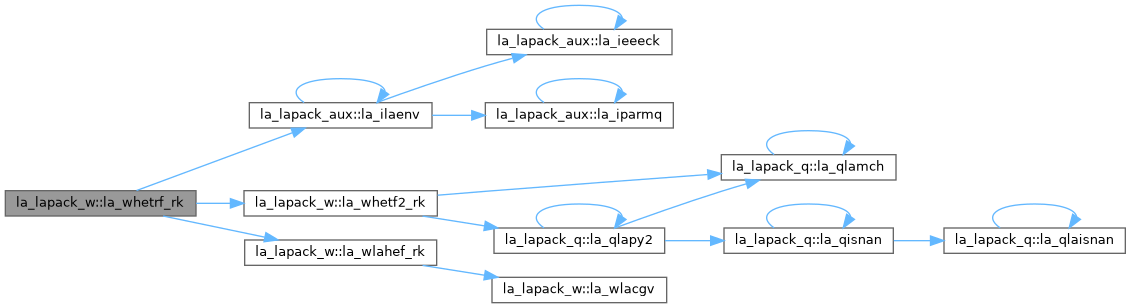 la_lapack_aux::la_ieeeck
la_lapack_aux::la_ilaenv
la_lapack_aux::la_iparmq
la_lapack_q::la_qlamch
la_lapack_w::la_whetrf_rk
la_lapack_w::la_whetf2_rk
la_lapack_q::la_qlapy2
la_lapack_q::la_qisnan
la_lapack_q::la_qlaisnan
la_lapack_w::la_wlahef_rk
la_lapack_w::la_wlacgv